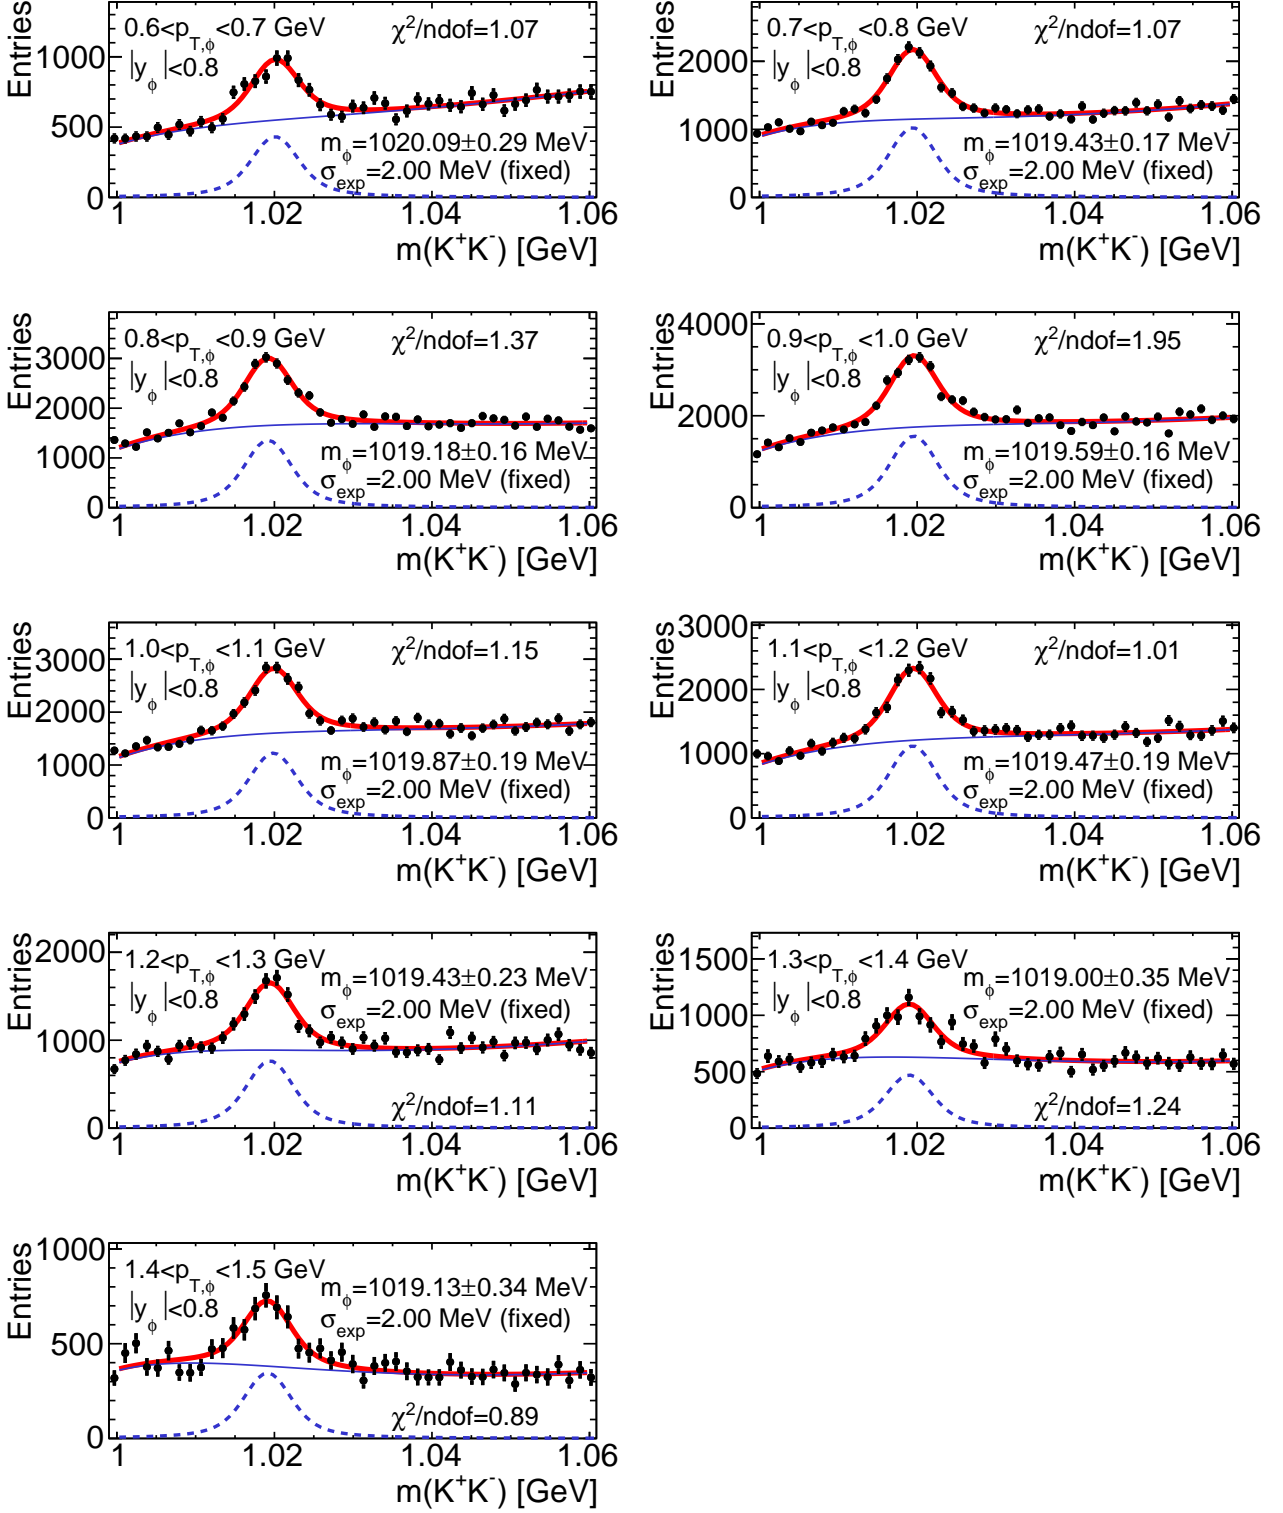 Entries
0.6<p_T,ϕ<0.7 GeV
χ²/ndof=1.07
|y_ϕ|<0.8
1000
500
0
m_ϕ=1020.09±0.29 MeV
σ_exp=2.00 MeV (fixed)
1 1.02 1.04 1.06
m(K⁺K⁻) [GeV]
Entries
0.7<p_T,ϕ<0.8 GeV
χ²/ndof=1.07
|y_ϕ|<0.8
2000
1000
0
m_ϕ=1019.43±0.17 MeV
σ_exp=2.00 MeV (fixed)
1 1.02 1.04 1.06
m(K⁺K⁻) [GeV]
Entries
0.8<p_T,ϕ<0.9 GeV
χ²/ndof=1.37
|y_ϕ|<0.8
3000
2000
1000
0
m_ϕ=1019.18±0.16 MeV
σ_exp=2.00 MeV (fixed)
1 1.02 1.04 1.06
m(K⁺K⁻) [GeV]
Entries
0.9<p_T,ϕ<1.0 GeV
χ²/ndof=1.95
|y_ϕ|<0.8
4000
2000
0
m_ϕ=1019.59±0.16 MeV
σ_exp=2.00 MeV (fixed)
1 1.02 1.04 1.06
m(K⁺K⁻) [GeV]
Entries
1.0<p_T,ϕ<1.1 GeV
χ²/ndof=1.15
|y_ϕ|<0.8
3000
2000
1000
0
m_ϕ=1019.87±0.19 MeV
σ_exp=2.00 MeV (fixed)
1 1.02 1.04 1.06
m(K⁺K⁻) [GeV]
Entries
1.1<p_T,ϕ<1.2 GeV
χ²/ndof=1.01
|y_ϕ|<0.8
3000
2000
1000
0
m_ϕ=1019.47±0.19 MeV
σ_exp=2.00 MeV (fixed)
1 1.02 1.04 1.06
m(K⁺K⁻) [GeV]
Entries
1.2<p_T,ϕ<1.3 GeV
|y_ϕ|<0.8
m_ϕ=1019.43±0.23 MeV
σ_exp=2.00 MeV (fixed)
2000
1000
0
χ²/ndof=1.11
1 1.02 1.04 1.06
m(K⁺K⁻) [GeV]
Entries
1.3<p_T,ϕ<1.4 GeV
|y_ϕ|<0.8
m_ϕ=1019.00±0.35 MeV
σ_exp=2.00 MeV (fixed)
1500
1000
500
0
χ²/ndof=1.24
1 1.02 1.04 1.06
m(K⁺K⁻) [GeV]
Entries
1.4<p_T,ϕ<1.5 GeV
|y_ϕ|<0.8
m_ϕ=1019.13±0.34 MeV
σ_exp=2.00 MeV (fixed)
1000
500
0
χ²/ndof=0.89
1 1.02 1.04 1.06
m(K⁺K⁻) [GeV]